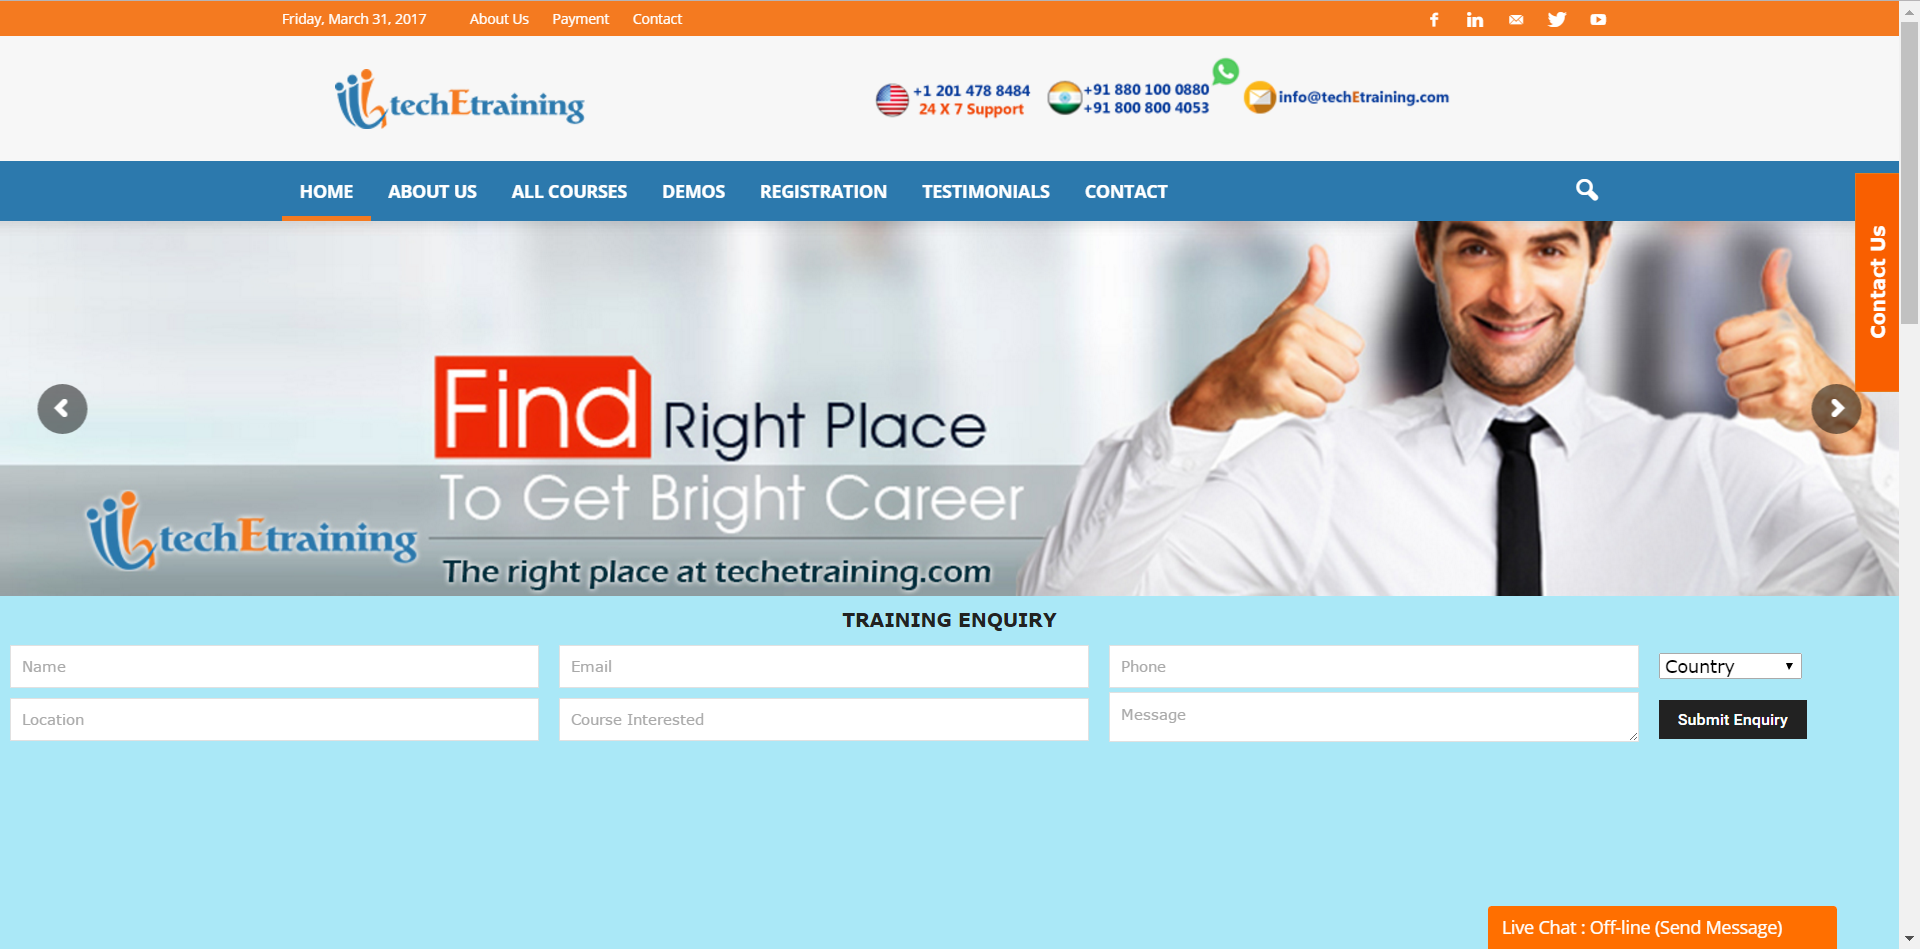 Friday, March 31, 2017 About Us Payment Contact
techEtraining
+1 201 478 8484
24 X 7 Support
+91 880 100 0880
+91 800 800 4053
info@techEtraining.com
HOME ABOUT US ALL COURSES DEMOS REGISTRATION TESTIMONIALS CONTACT
Contact Us
Find Right Place
To Get Bright Career
techEtraining
The right place at techetraining.com
TRAINING ENQUIRY
Name Email Phone Country
Location Course Interested Message Submit Enquiry
Live Chat : Off-line (Send Message)